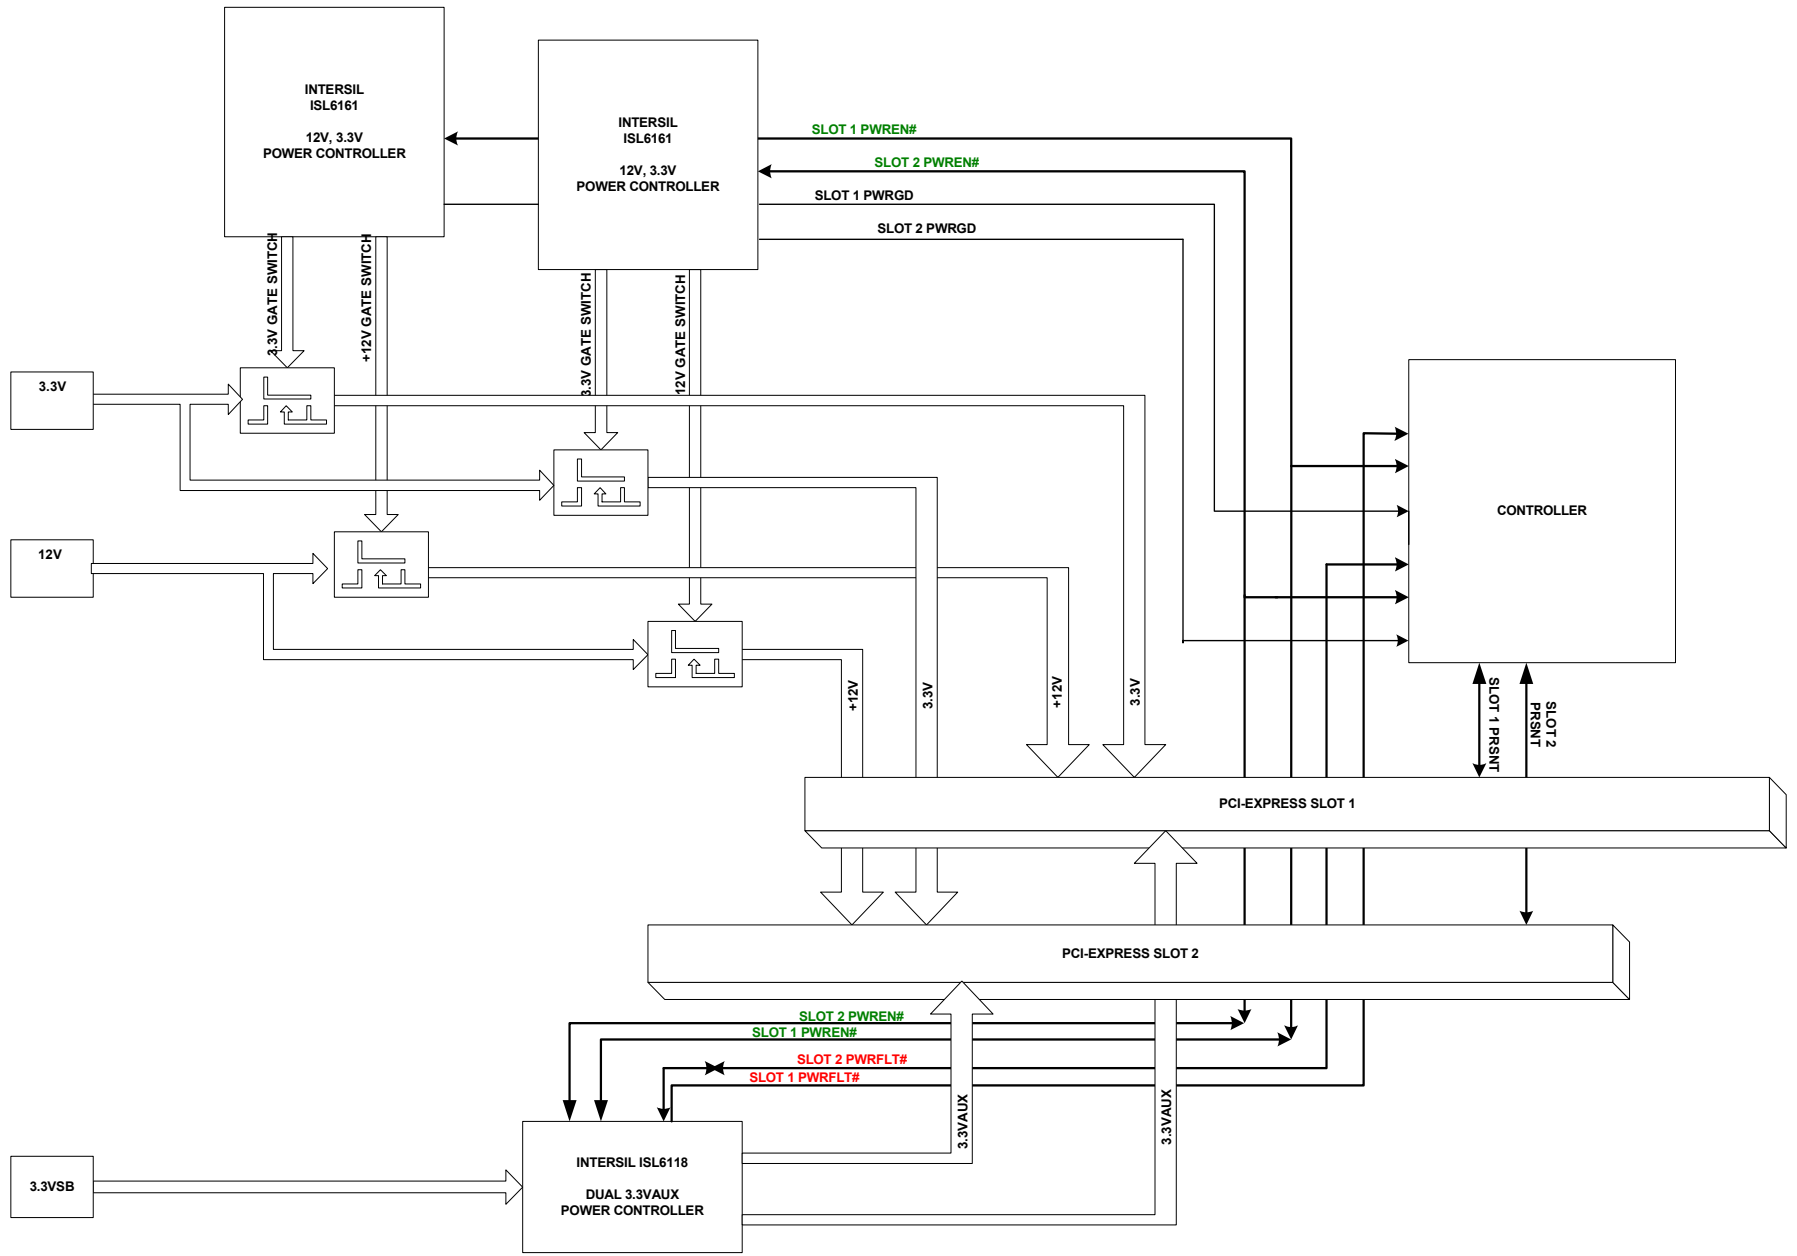 INTERSIL
ISL6161
12V, 3.3V
POWER CONTROLLER
INTERSIL
ISL6161
12V, 3.3V
POWER CONTROLLER
SLOT 1 PWREN#
SLOT 2 PWREN#
SLOT 1 PWRGD
SLOT 2 PWRGD
3.3V GATE SWITCH
+12V GATE SWITCH
3.3V GATE SWITCH
12V GATE SWITCH
3.3V
12V
CONTROLLER
+12V
3.3V
+12V
3.3V
SLOT 1 PRSNT
SLOT 2
PRSNT
PCI-EXPRESS SLOT 1
PCI-EXPRESS SLOT 2
SLOT 2 PWREN#
SLOT 1 PWREN#
SLOT 2 PWRFLT#
SLOT 1 PWRFLT#
3.3VAUX
3.3VAUX
3.3VSB
INTERSIL ISL6118
DUAL 3.3VAUX
POWER CONTROLLER